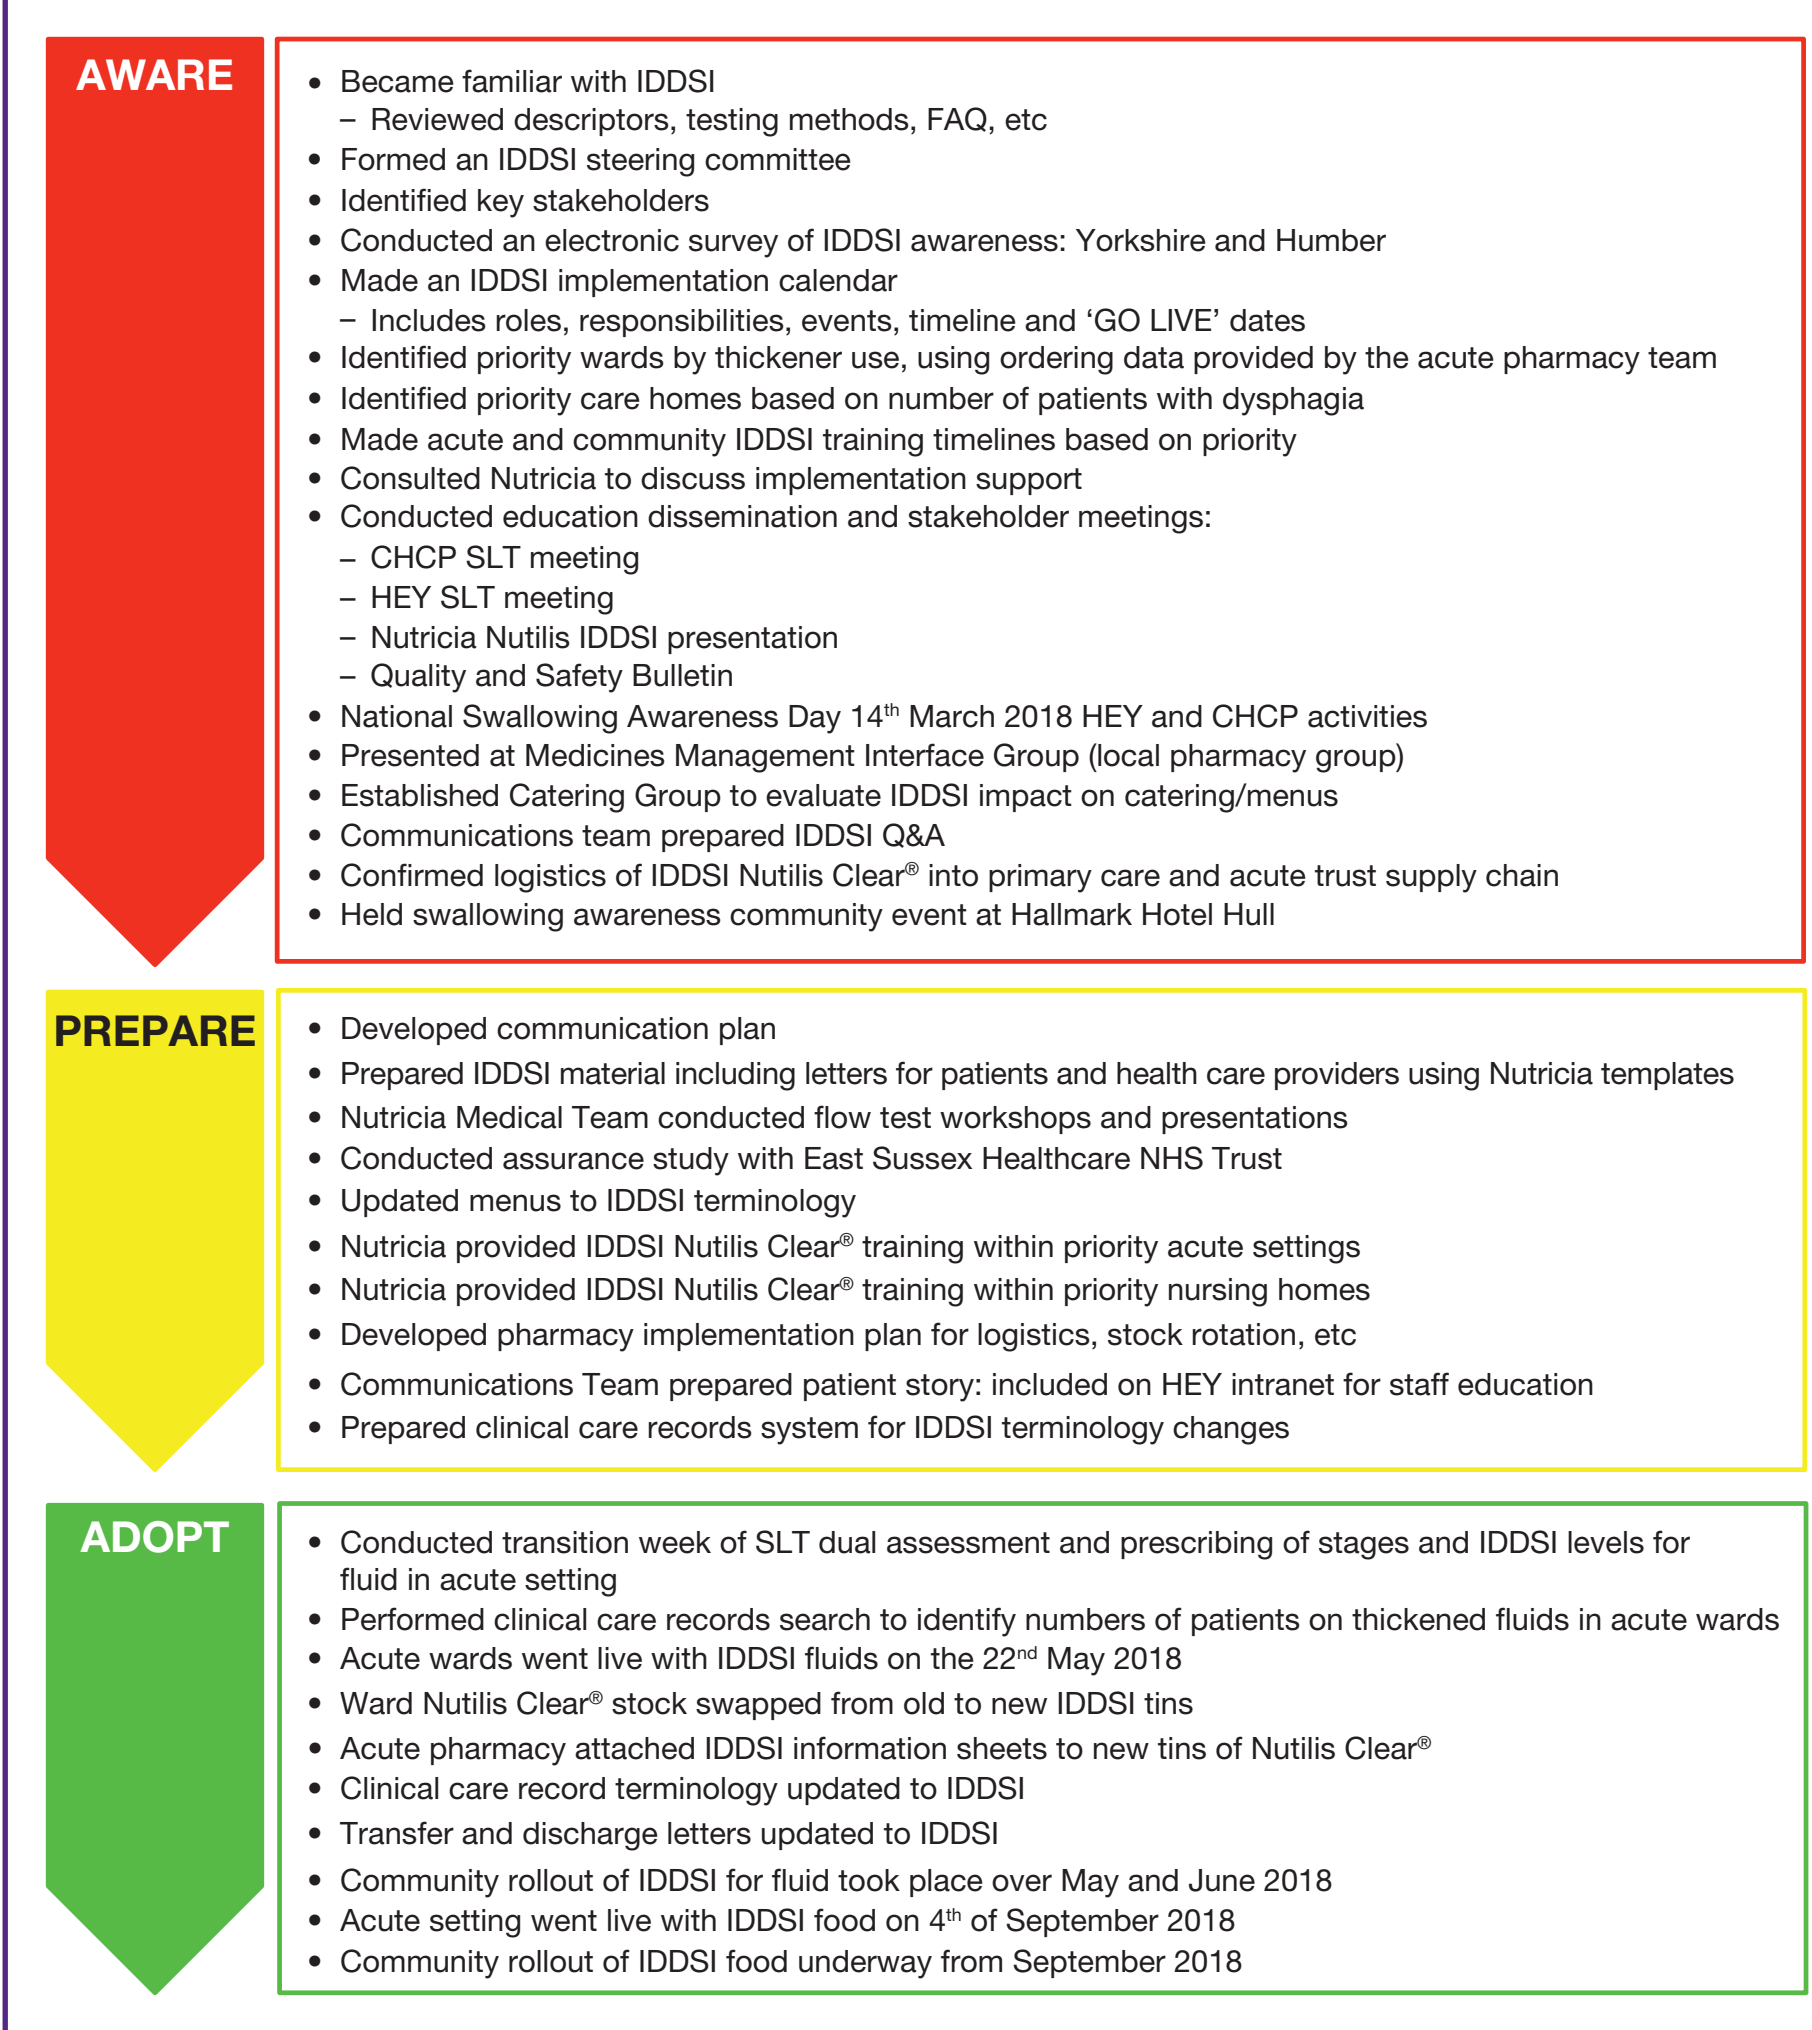 AWARE
• Became familiar with IDDSI
– Reviewed descriptors, testing methods, FAQ, etc
• Formed an IDDSI steering committee
• Identified key stakeholders
• Conducted an electronic survey of IDDSI awareness: Yorkshire and Humber
• Made an IDDSI implementation calendar
– Includes roles, responsibilities, events, timeline and ‘GO LIVE’ dates
• Identified priority wards by thickener use, using ordering data provided by the acute pharmacy team
• Identified priority care homes based on number of patients with dysphagia
• Made acute and community IDDSI training timelines based on priority
• Consulted Nutricia to discuss implementation support
• Conducted education dissemination and stakeholder meetings:
– CHCP SLT meeting
– HEY SLT meeting
– Nutricia Nutilis IDDSI presentation
– Quality and Safety Bulletin
• National Swallowing Awareness Day 14th March 2018 HEY and CHCP activities
• Presented at Medicines Management Interface Group (local pharmacy group)
• Established Catering Group to evaluate IDDSI impact on catering/menus
• Communications team prepared IDDSI Q&A
• Confirmed logistics of IDDSI Nutilis Clear® into primary care and acute trust supply chain
• Held swallowing awareness community event at Hallmark Hotel Hull
PREPARE
• Developed communication plan
• Prepared IDDSI material including letters for patients and health care providers using Nutricia templates
• Nutricia Medical Team conducted flow test workshops and presentations
• Conducted assurance study with East Sussex Healthcare NHS Trust
• Updated menus to IDDSI terminology
• Nutricia provided IDDSI Nutilis Clear® training within priority acute settings
• Nutricia provided IDDSI Nutilis Clear® training within priority nursing homes
• Developed pharmacy implementation plan for logistics, stock rotation, etc
• Communications Team prepared patient story: included on HEY intranet for staff education
• Prepared clinical care records system for IDDSI terminology changes
ADOPT
• Conducted transition week of SLT dual assessment and prescribing of stages and IDDSI levels for
fluid in acute setting
• Performed clinical care records search to identify numbers of patients on thickened fluids in acute wards
• Acute wards went live with IDDSI fluids on the 22nd May 2018
• Ward Nutilis Clear® stock swapped from old to new IDDSI tins
• Acute pharmacy attached IDDSI information sheets to new tins of Nutilis Clear®
• Clinical care record terminology updated to IDDSI
• Transfer and discharge letters updated to IDDSI
• Community rollout of IDDSI for fluid took place over May and June 2018
• Acute setting went live with IDDSI food on 4th of September 2018
• Community rollout of IDDSI food underway from September 2018